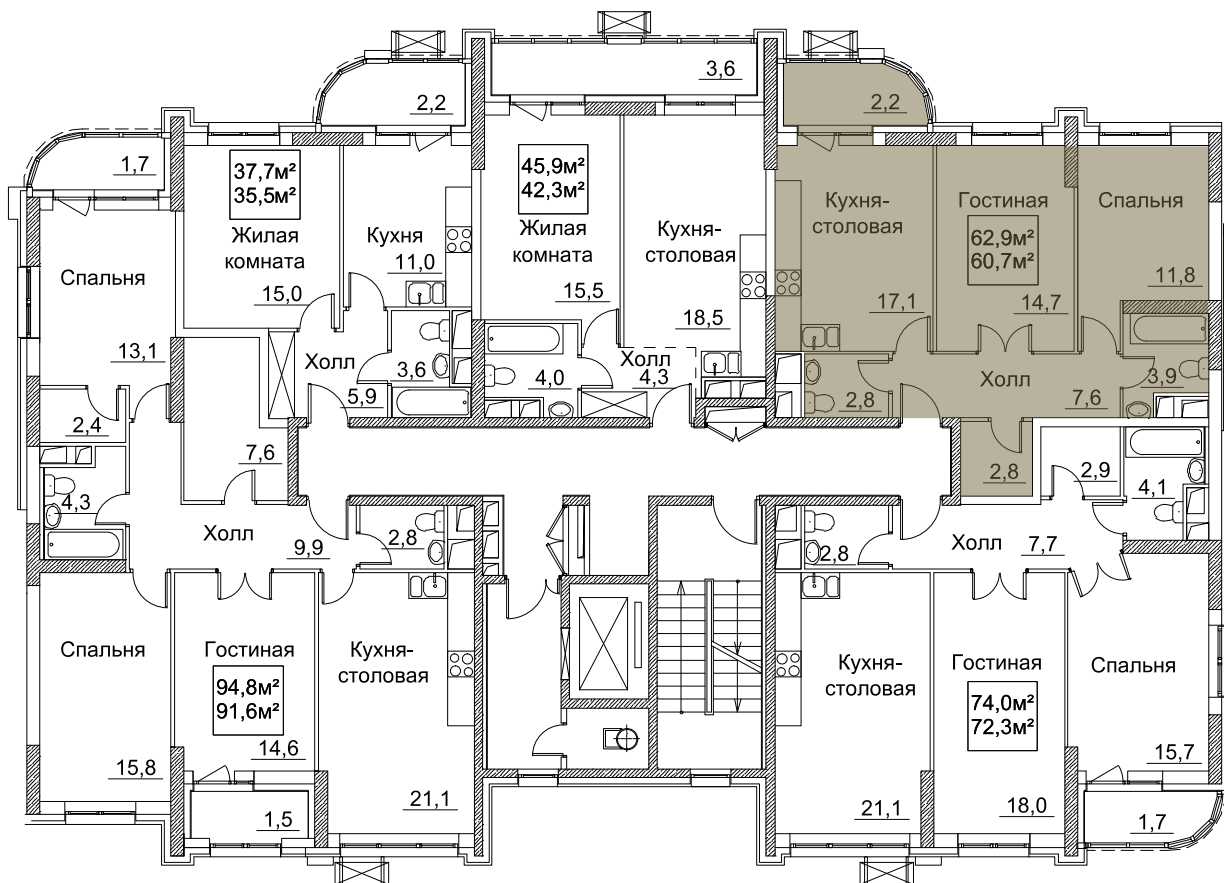 3,6
2,2
2,2
1,7
37,7м²
35,5м²
Жилая
комната
15,0
Кухня
11,0
45,9м²
42,3м²
Жилая
комната
15,5
Кухня-
столовая
18,5
Кухня-
столовая
17,1
Гостиная
62,9м²
60,7м²
14,7
Спальня
11,8
Спальня
13,1
Холл
5,9
3,6
4,0
Холл
4,3
2,8
Холл
7,6
3,9
2,4
7,6
4,3
2,8
2,9
4,1
Холл
9,9
2,8
2,8
Холл
7,7
Спальня
15,8
Гостиная
94,8м²
91,6м²
14,6
Кухня-
столовая
21,1
1,5
Кухня-
столовая
21,1
Гостиная
74,0м²
72,3м²
18,0
Спальня
15,7
1,7